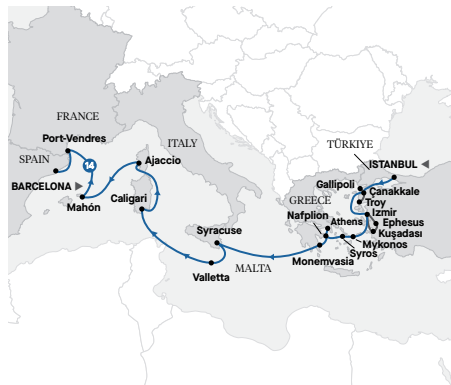 FRANCE
Port-Vendres
SPAIN
14
BARCELONA
Mahón
Ajaccio
ITALY
Caligari
Syracuse
Valletta
MALTA
TÜRKIYE
ISTANBUL
Gallipoli
Çanakkale
Troy
GREECE
Izmir
Nafplion
Athens
Ephesus
Kuşadası
Mykonos
Syros
Monemvasia